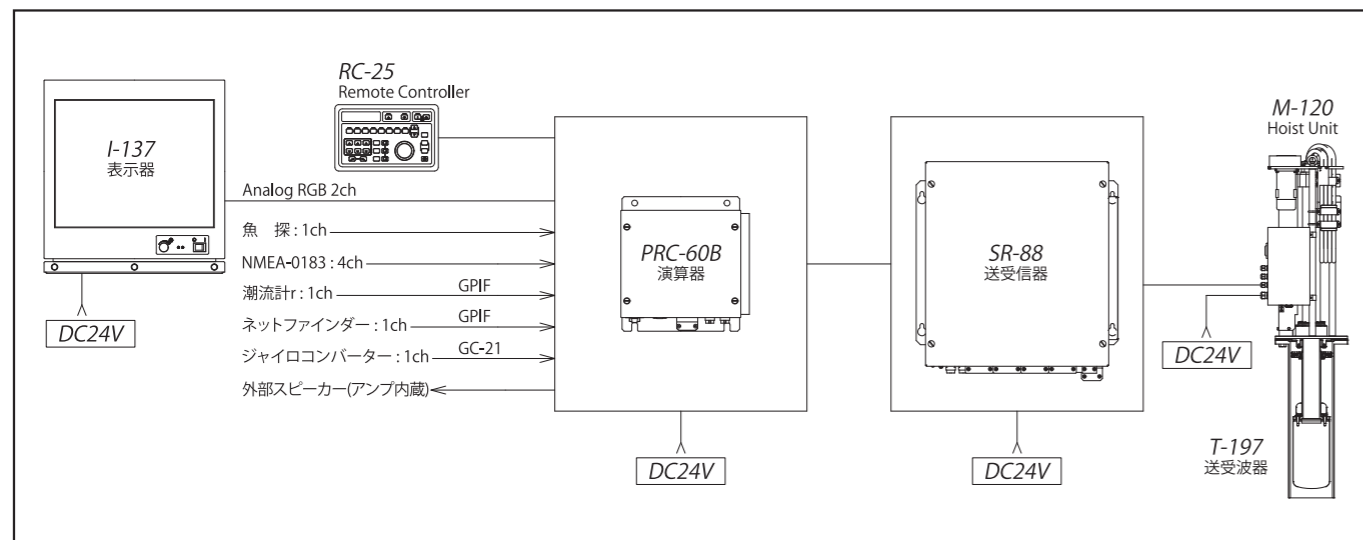 RC-25
Remote Controller
I-137
表示器
DC24V
Analog RGB 2ch
魚 探 : 1ch
NMEA-0183 : 4ch
潮流計r : 1ch GPIF
ネットファインダー : 1ch GPIF
ジャイロコンバーター : 1ch GC-21
外部スピーカー(アンプ内蔵)
PRC-60B
演算器
DC24V
SR-88
送受信器
DC24V
M-120
Hoist Unit
DC24V
T-197
送受波器